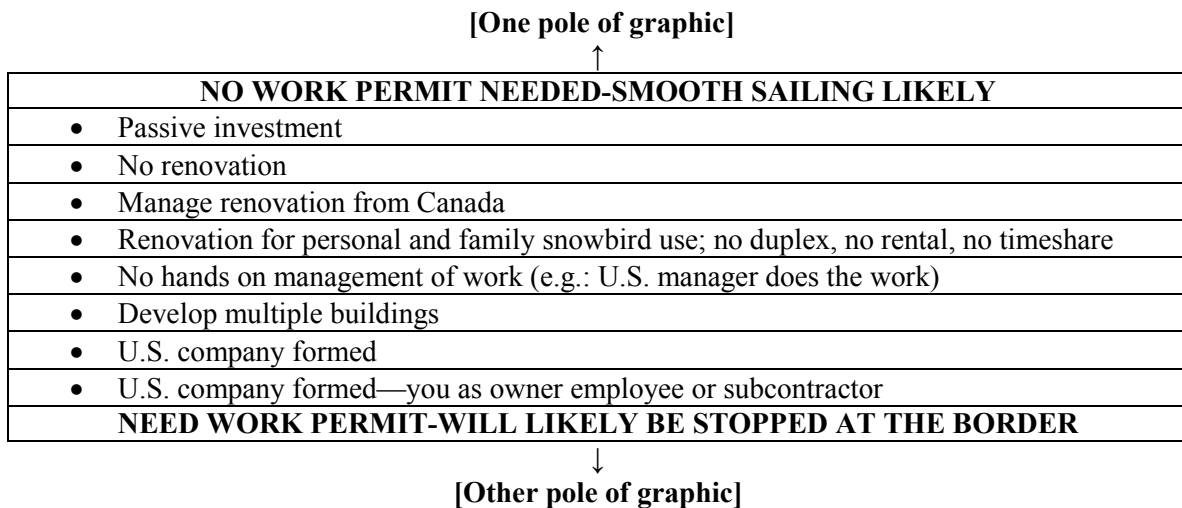 [One pole of graphic]
↑
NO WORK PERMIT NEEDED-SMOOTH SAILING LIKELY
• Passive investment
• No renovation
• Manage renovation from Canada
• Renovation for personal and family snowbird use; no duplex, no rental, no timeshare
• No hands on management of work (e.g.: U.S. manager does the work)
• Develop multiple buildings
• U.S. company formed
• U.S. company formed—you as owner employee or subcontractor
NEED WORK PERMIT-WILL LIKELY BE STOPPED AT THE BORDER
↓
[Other pole of graphic]